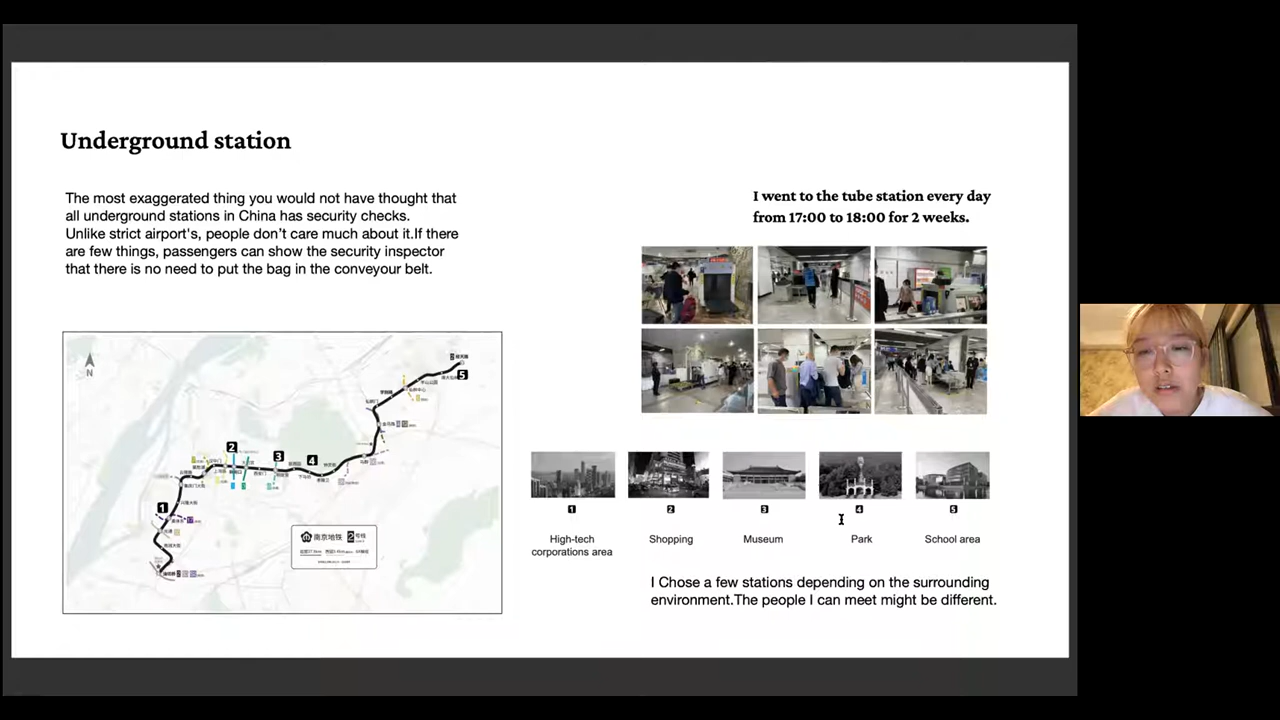 Underground station
The most exaggerated thing you would not have thought that
all underground stations in China has security checks.
Unlike strict airport's, people don't care much about it.If there
are few things, passengers can show the security inspector
that there is no need to put the bag in the conveyour belt.
I went to the tube station every day
from 17:00 to 18:00 for 2 weeks.
N
5
2
3
4
1
南京地铁 2号线
1
2
3
4
5
High-tech
corporations area
Shopping
Museum
Park
School area
I Chose a few stations depending on the surrounding
environment.The people I can meet might be different.